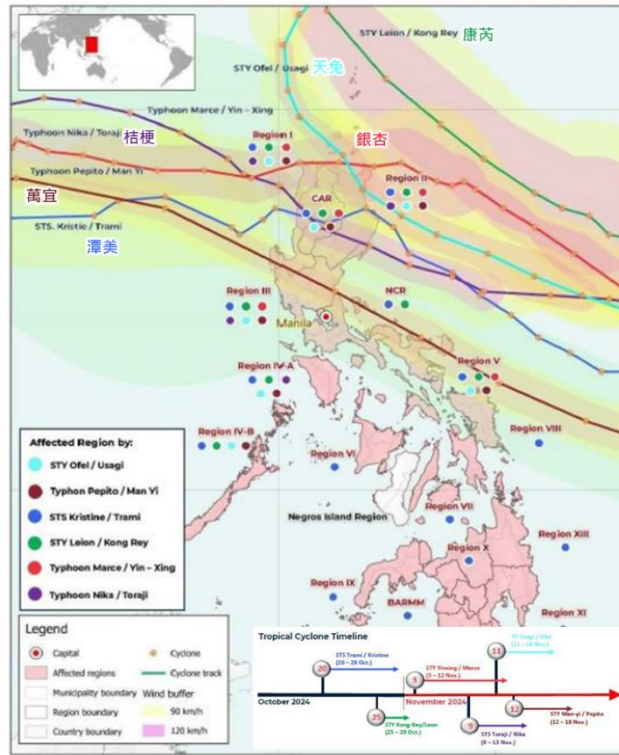 STY Leion / Kong Rey
康芮
STY Ofel / Usagi
天兔
Typhoon Marce / Yin – Xing
Typhoon Nika / Toraji
桔梗
Region I
銀杏
Typhoon Pepito / Man Yi
Region II
萬宜
CAR
STS. Kristie / Trami
潭美
Region III
NCR
Manila
Region IV-A
Region V
Region IV-B
Region VIII
Affected Region by:
STY Ofel / Usagi
Typhon Pepito / Man Yi
STS Kristine / Trami
STY Leion / Kong Rey
Typhoon Marce / Yin – Xing
Typhoon Nika / Toraji
Region VI
Negros Island Region
Region VII
Region X
Region XIII
Region IX
BARMM
Region XI
Legend
Capital
Cyclone
Affected regions
Cyclone track
Municipality boundary
Wind buffer
Region boundary
90 km/h
Country boundary
120 km/h
Tropical Cyclone Timeline
20
STS Trami / Kristine
(20 – 28 Oct.)
3
STY Yinxing / Marce
(3 – 12 Nov.)
11
October 2024
November 2024
25
STY Kong-Rey/Leon
(25 – 28 Oct.)
9
STS Toraji / Nika
(9 – 13 Nov.)
12
STY Man-yi / Pepito
(12 – 18 Nov.)